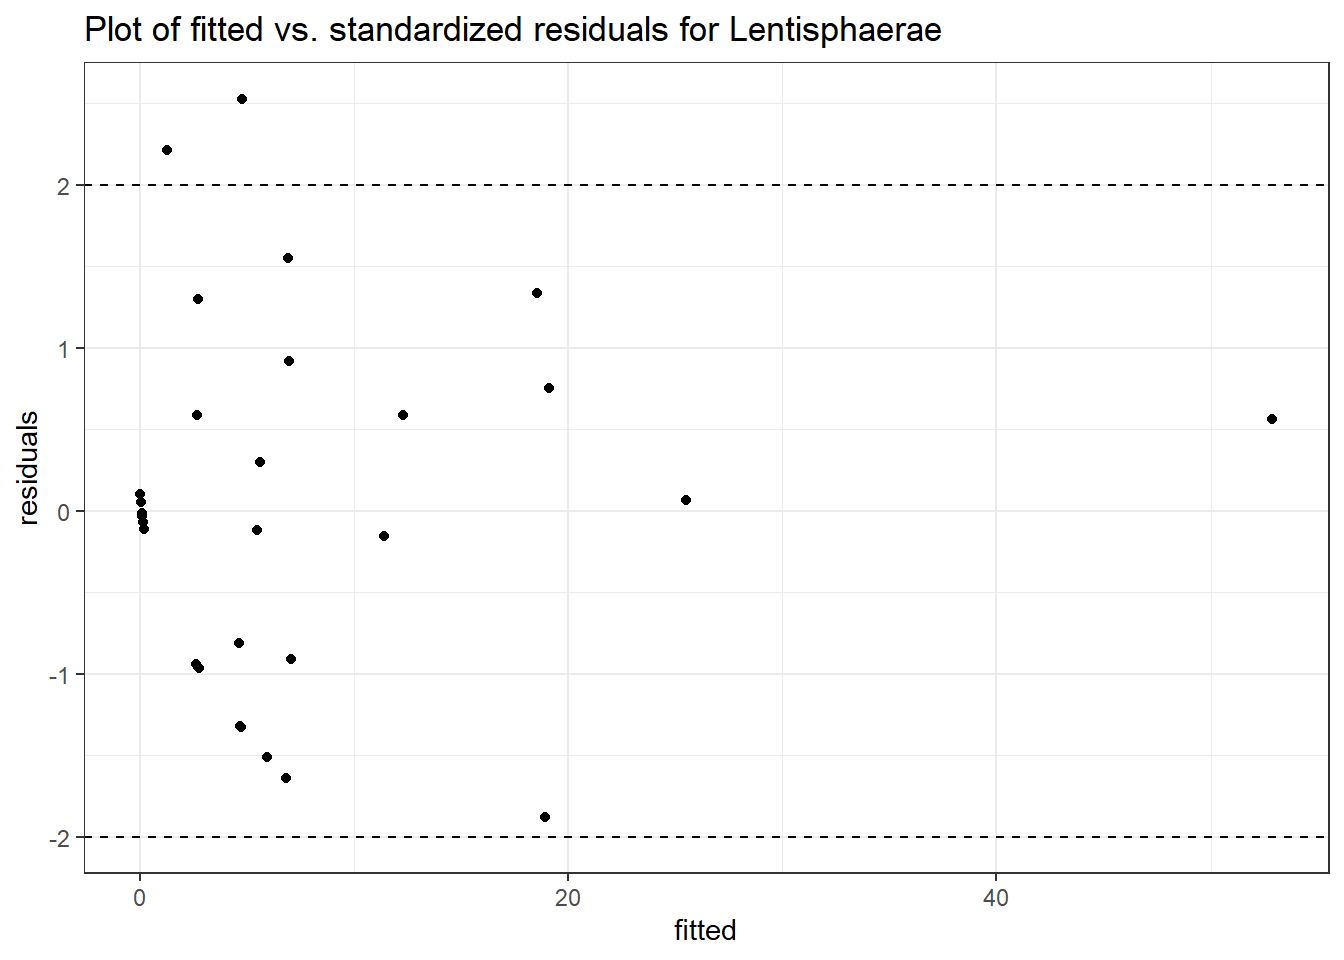 Plot of fitted vs. standardized residuals for Lentisphaerae
2
1
0
-1
-2
residuals
0
20
40
fitted